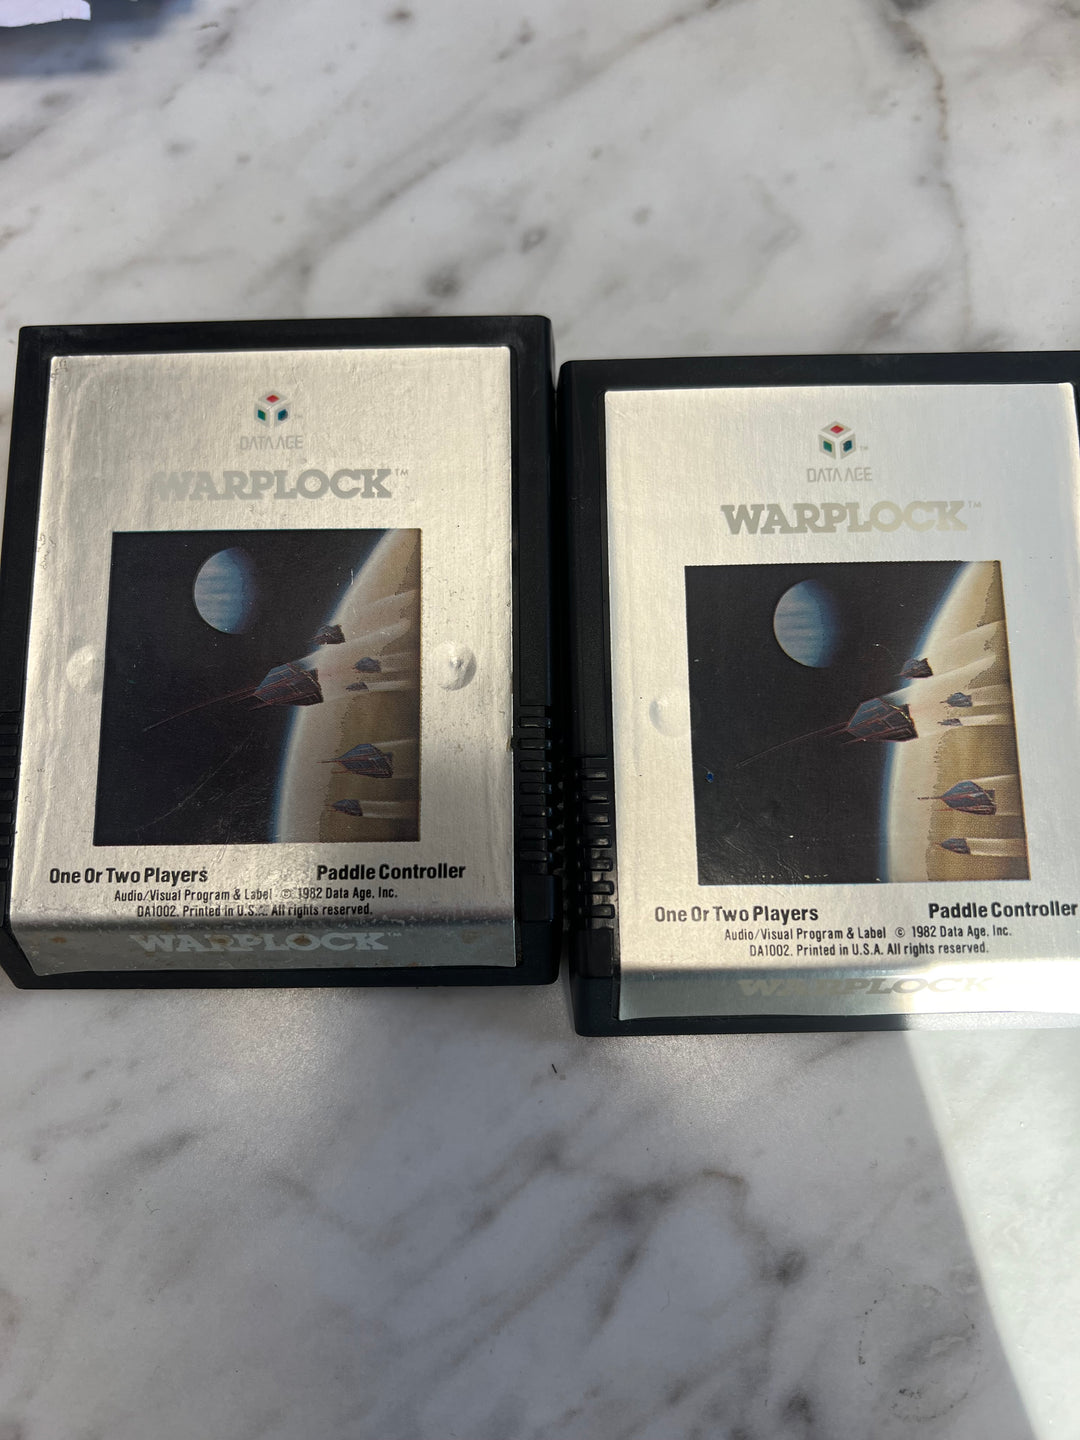 DATA AGE
WARPLOCK™
One Or Two Players Paddle Controller
Audio/Visual Program & Label © 1982 Data Age, Inc.
DA1002. Printed in U.S.A. All rights reserved.
WARPLOCK™
™
DATA AGE
WARPLOCK™
One Or Two Players Paddle Controller
Audio/Visual Program & Label © 1982 Data Age, Inc.
DA1002. Printed in U.S.A. All rights reserved.
WARPLOCK